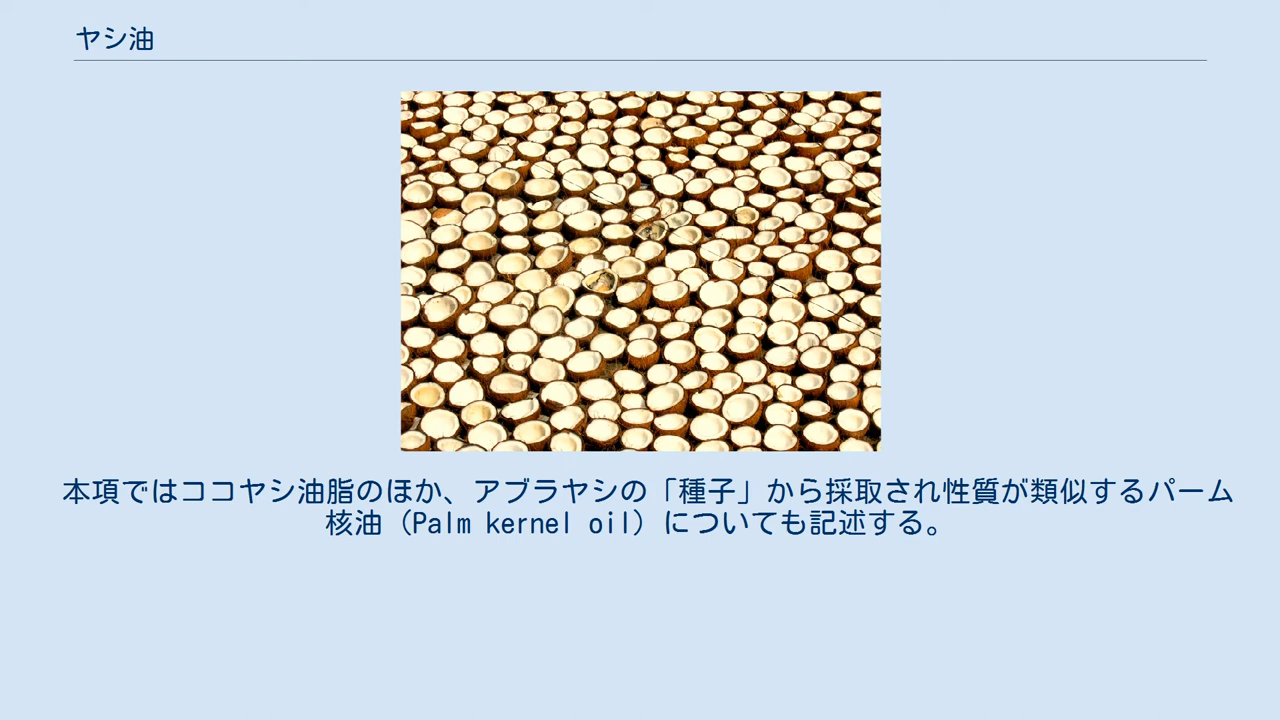 ヤシ油
本項ではココヤシ油脂のほか、アブラヤシの「種子」から採取され性質が類似するパーム
核油（Palm kernel oil）についても記述する。